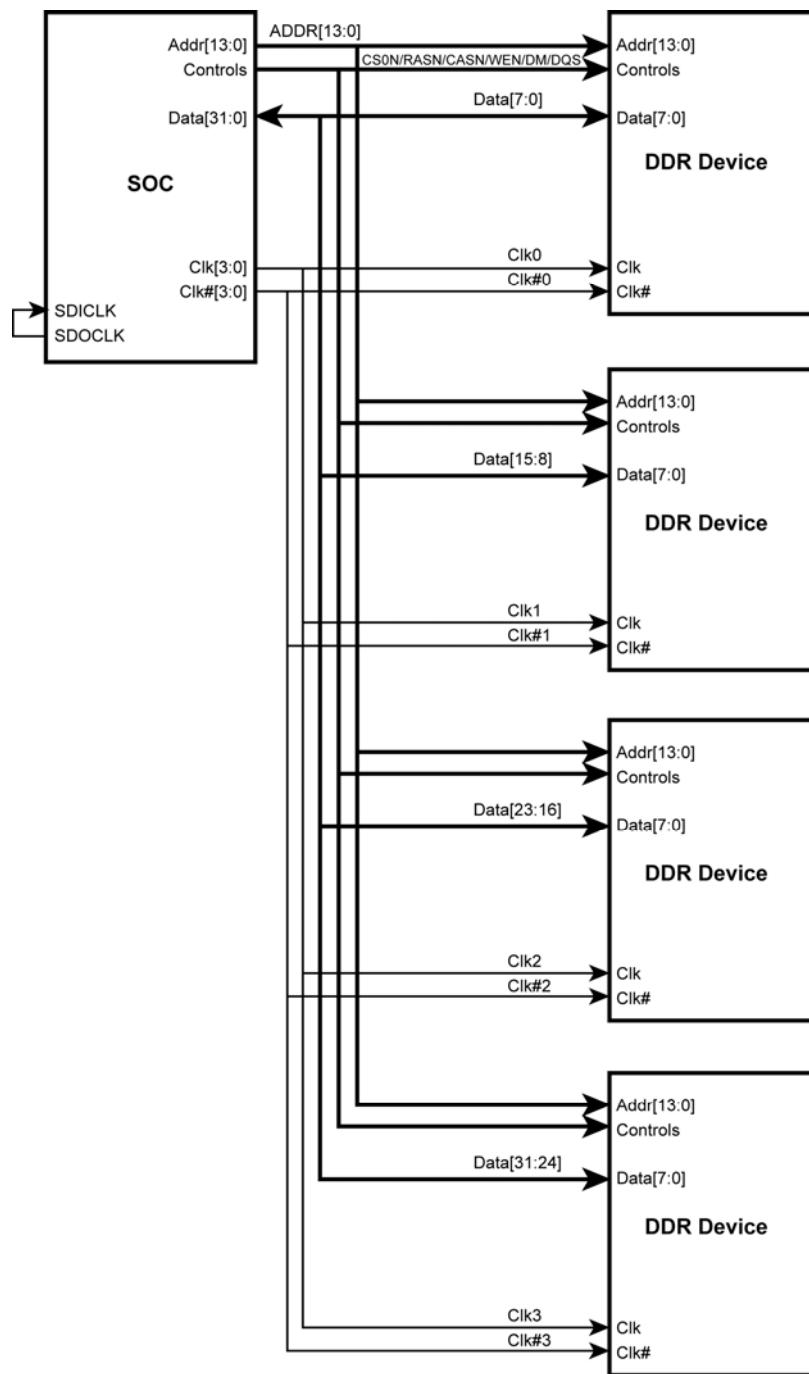 ADDR[13:0]
Addr[13:0]
Controls
Data[31:0]
SOC
Clk[3:0]
Clk#[3:0]
SDICLK
SDOCLK
CS0N/RASN/CASN/WEN/DM/DQS
Data[7:0]
Clk0
Clk#0
Addr[13:0]
Controls
Data[7:0]
DDR Device
Clk
Clk#
Data[15:8]
Clk1
Clk#1
Addr[13:0]
Controls
Data[7:0]
DDR Device
Clk
Clk#
Data[23:16]
Clk2
Clk#2
Addr[13:0]
Controls
Data[7:0]
DDR Device
Clk
Clk#
Data[31:24]
Clk3
Clk#3
Addr[13:0]
Controls
Data[7:0]
DDR Device
Clk
Clk#